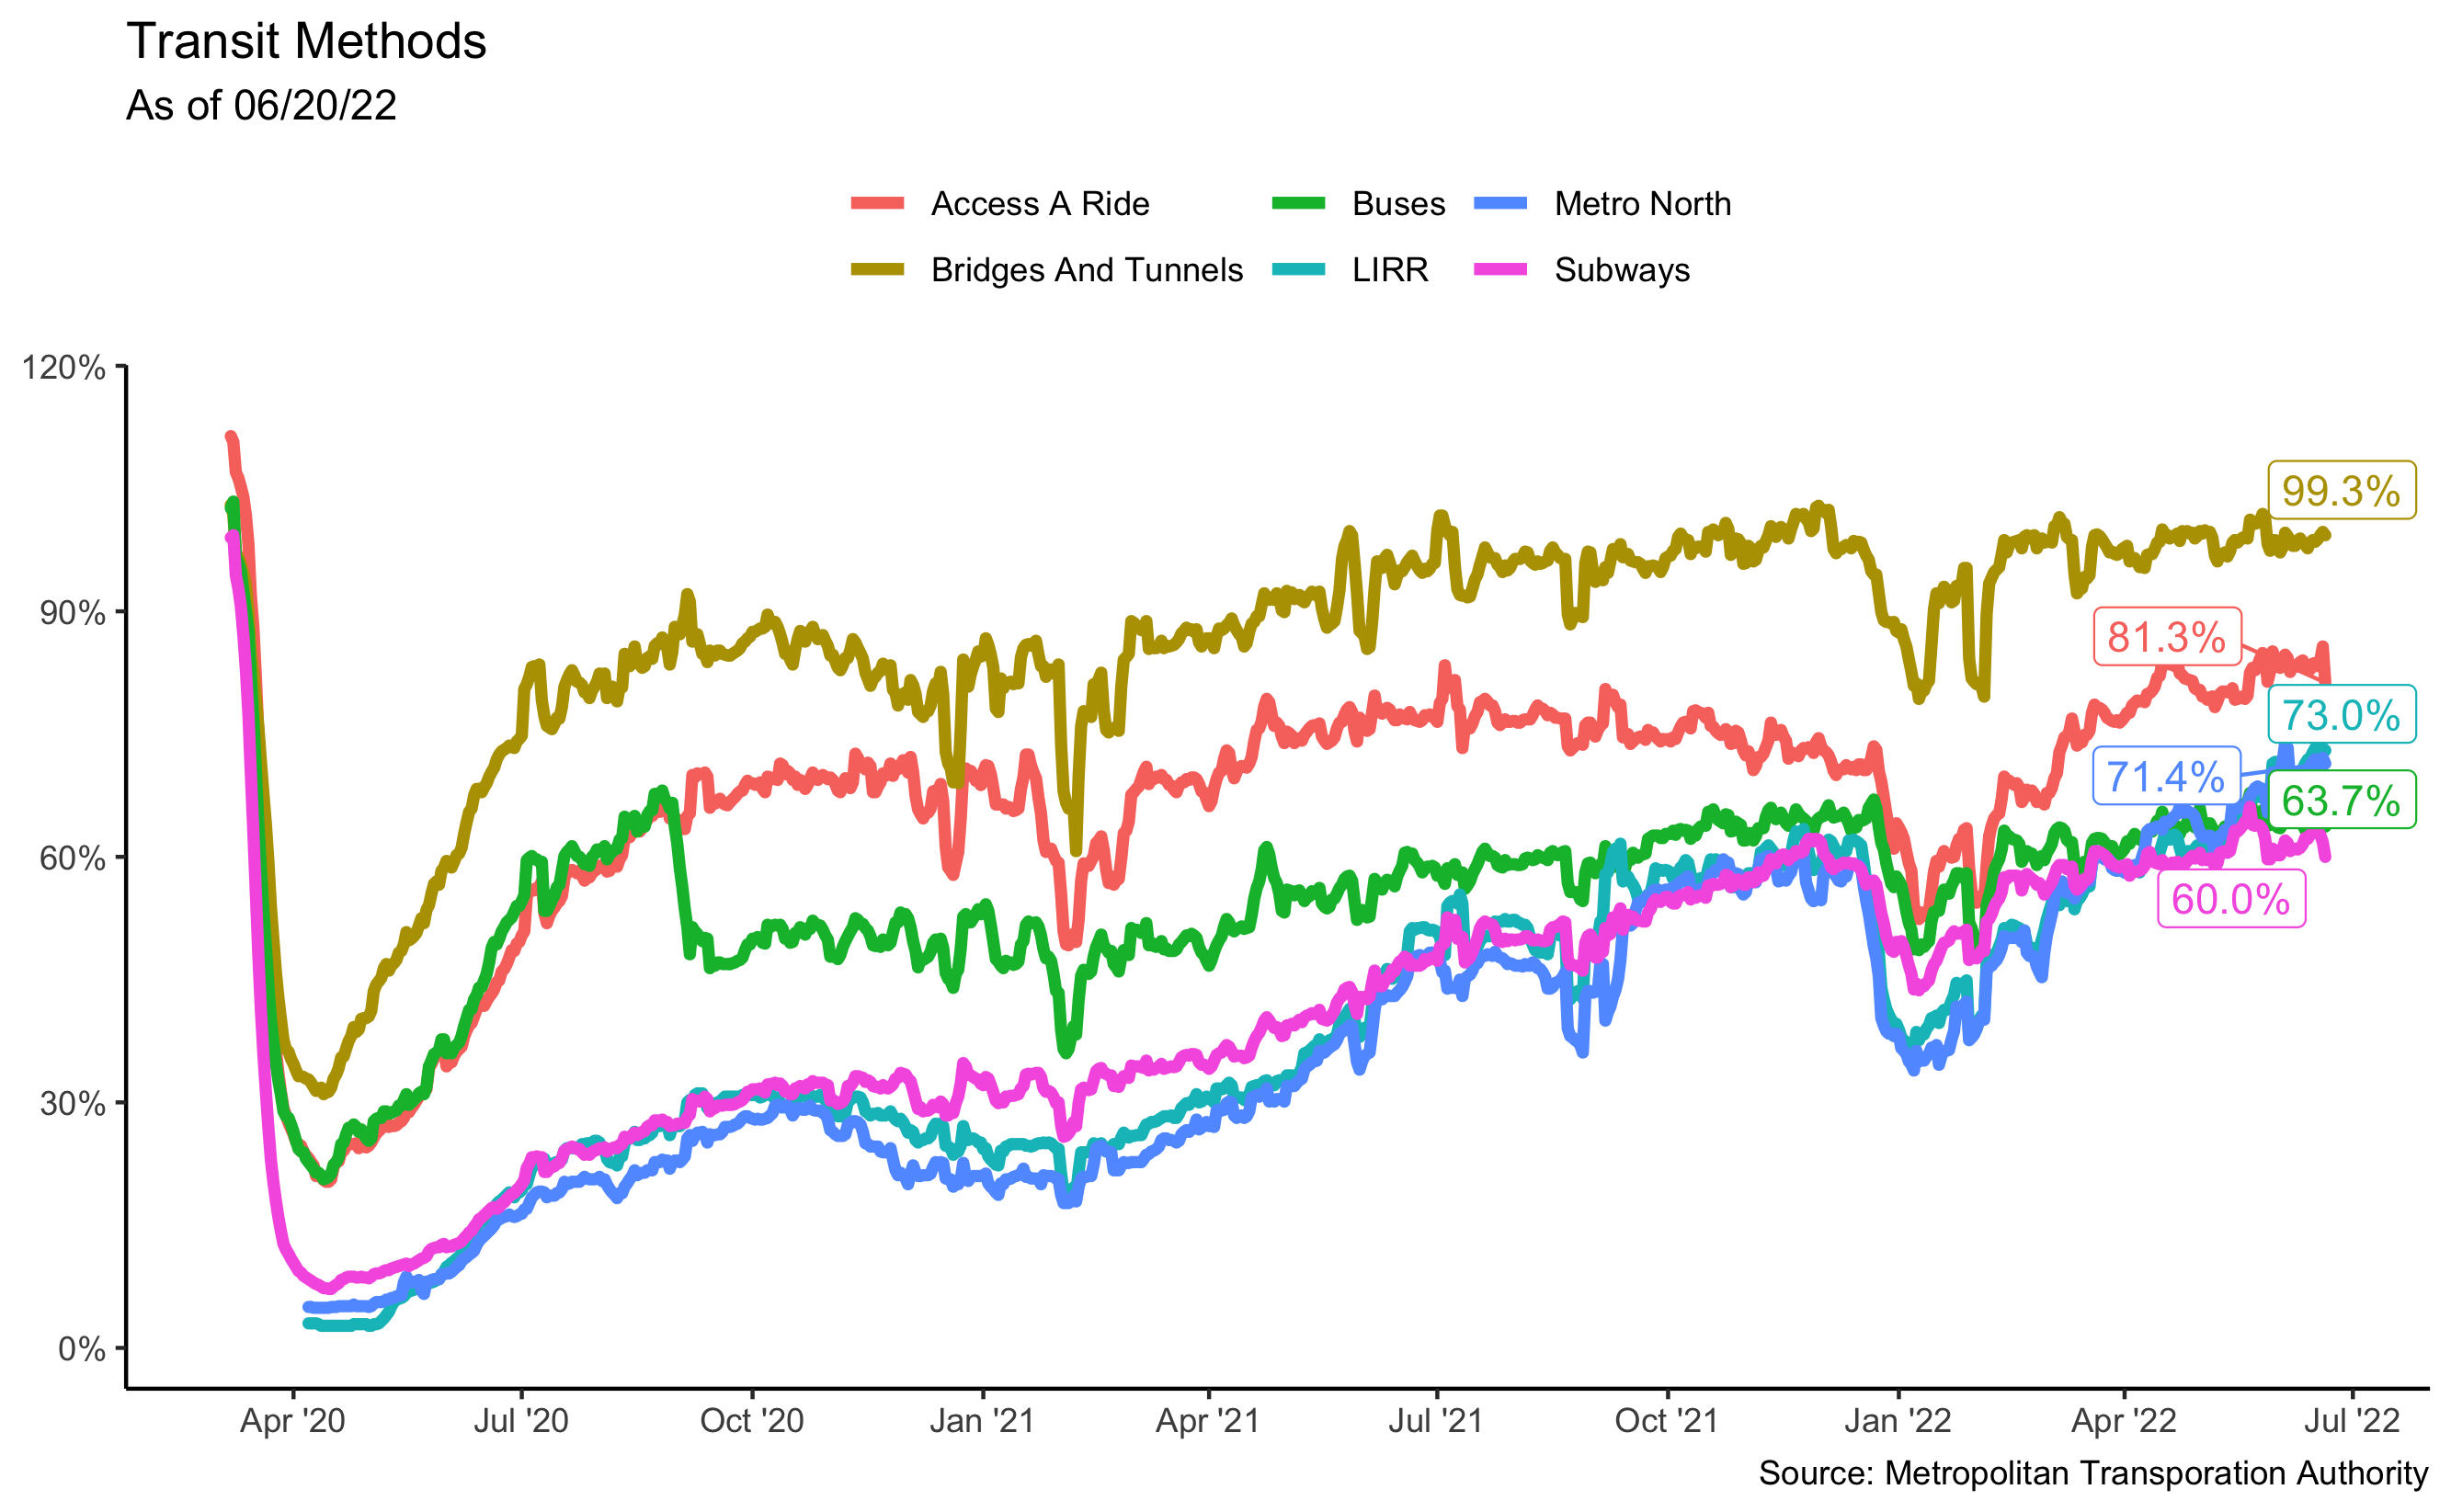 Transit Methods
As of 06/20/22
Access A Ride Buses Metro North
Bridges And Tunnels LIRR Subways
120%
90%
60%
30%
0%
99.3%
81.3%
73.0%
71.4%
63.7%
60.0%
Apr '20 Jul '20 Oct '20 Jan '21 Apr '21 Jul '21 Oct '21 Jan '22 Apr '22 Jul '22
Source: Metropolitan Transporation Authority